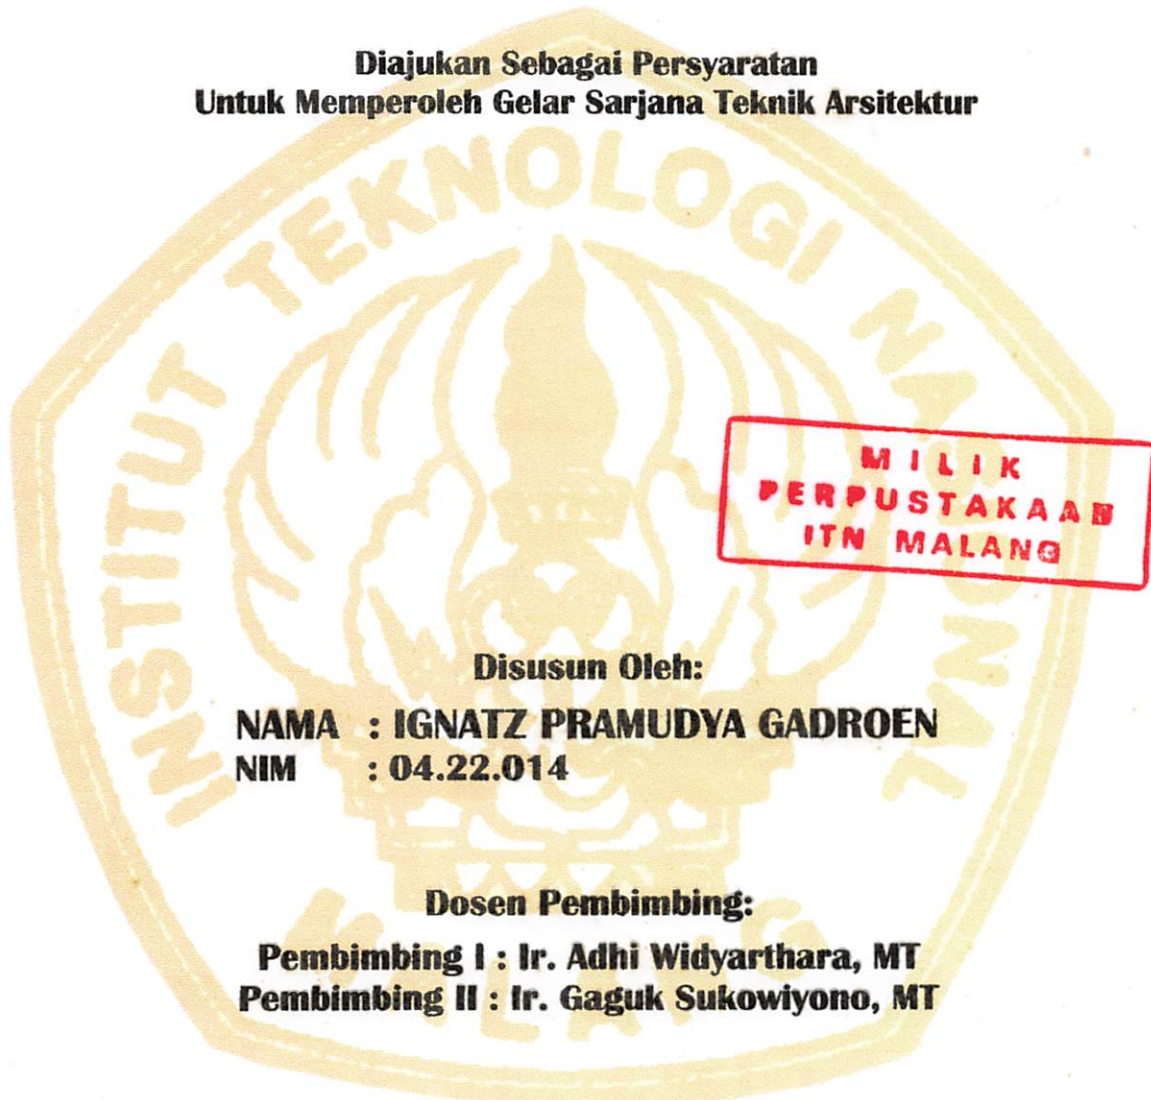 Diajukan Sebagai Persyaratan
Untuk Memperoleh Gelar Sarjana Teknik Arsitektur
INSTITUT TEKNOLOGI NASIONAL
MILIK
PERPUSTAKAAN
ITN MALANG
Disusun Oleh:
NAMA : IGNATZ PRAMUDYA GADROEN
NIM : 04.22.014
Dosen Pembimbing:
Pembimbing I : Ir. Adhi Widyarthara, MT
Pembimbing II : Ir. Gaguk Sukowiyono, MT
MALANG